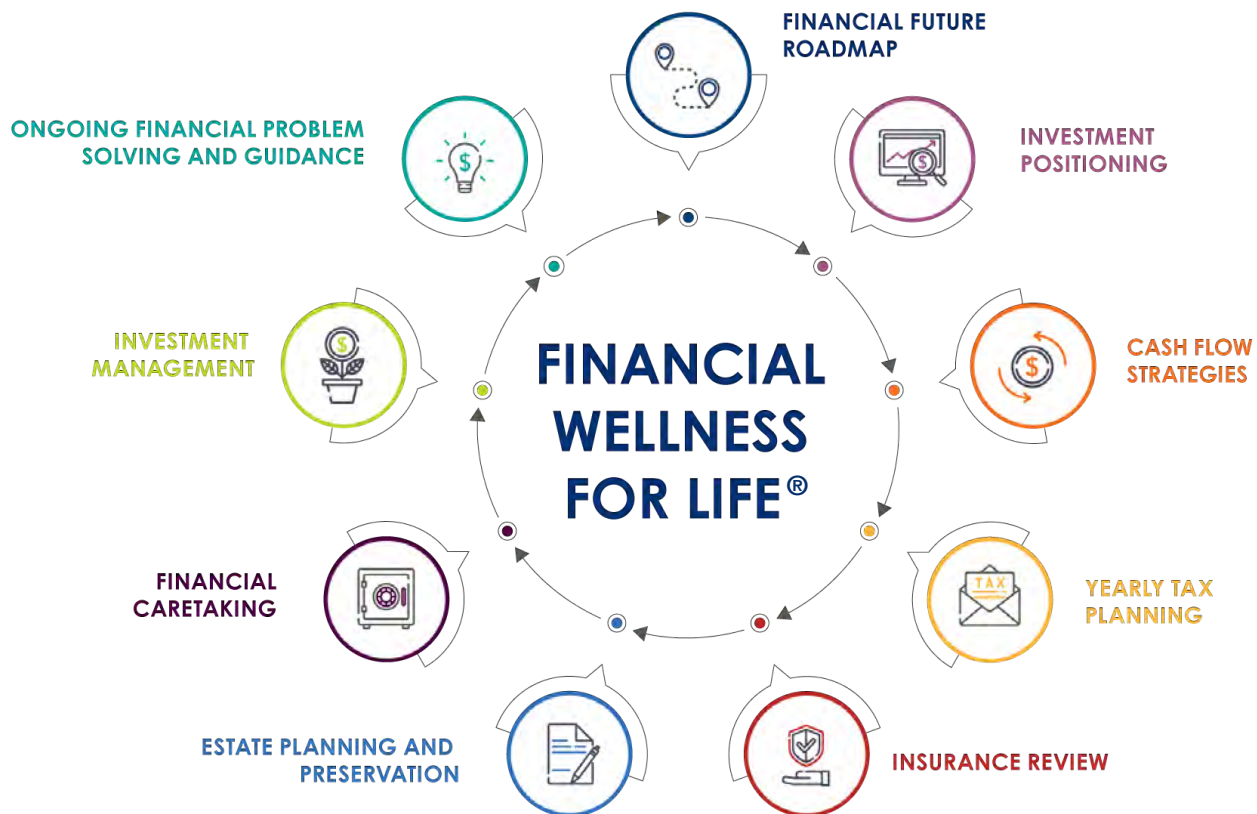 FINANCIAL FUTURE
ROADMAP
INVESTMENT
POSITIONING
CASH FLOW
STRATEGIES
YEARLY TAX
PLANNING
TAX
INSURANCE REVIEW
ESTATE PLANNING AND
PRESERVATION
FINANCIAL
CARETAKING
INVESTMENT
MANAGEMENT
ONGOING FINANCIAL PROBLEM
SOLVING AND GUIDANCE
FINANCIAL
WELLNESS
FOR LIFE®
$
$
$
$